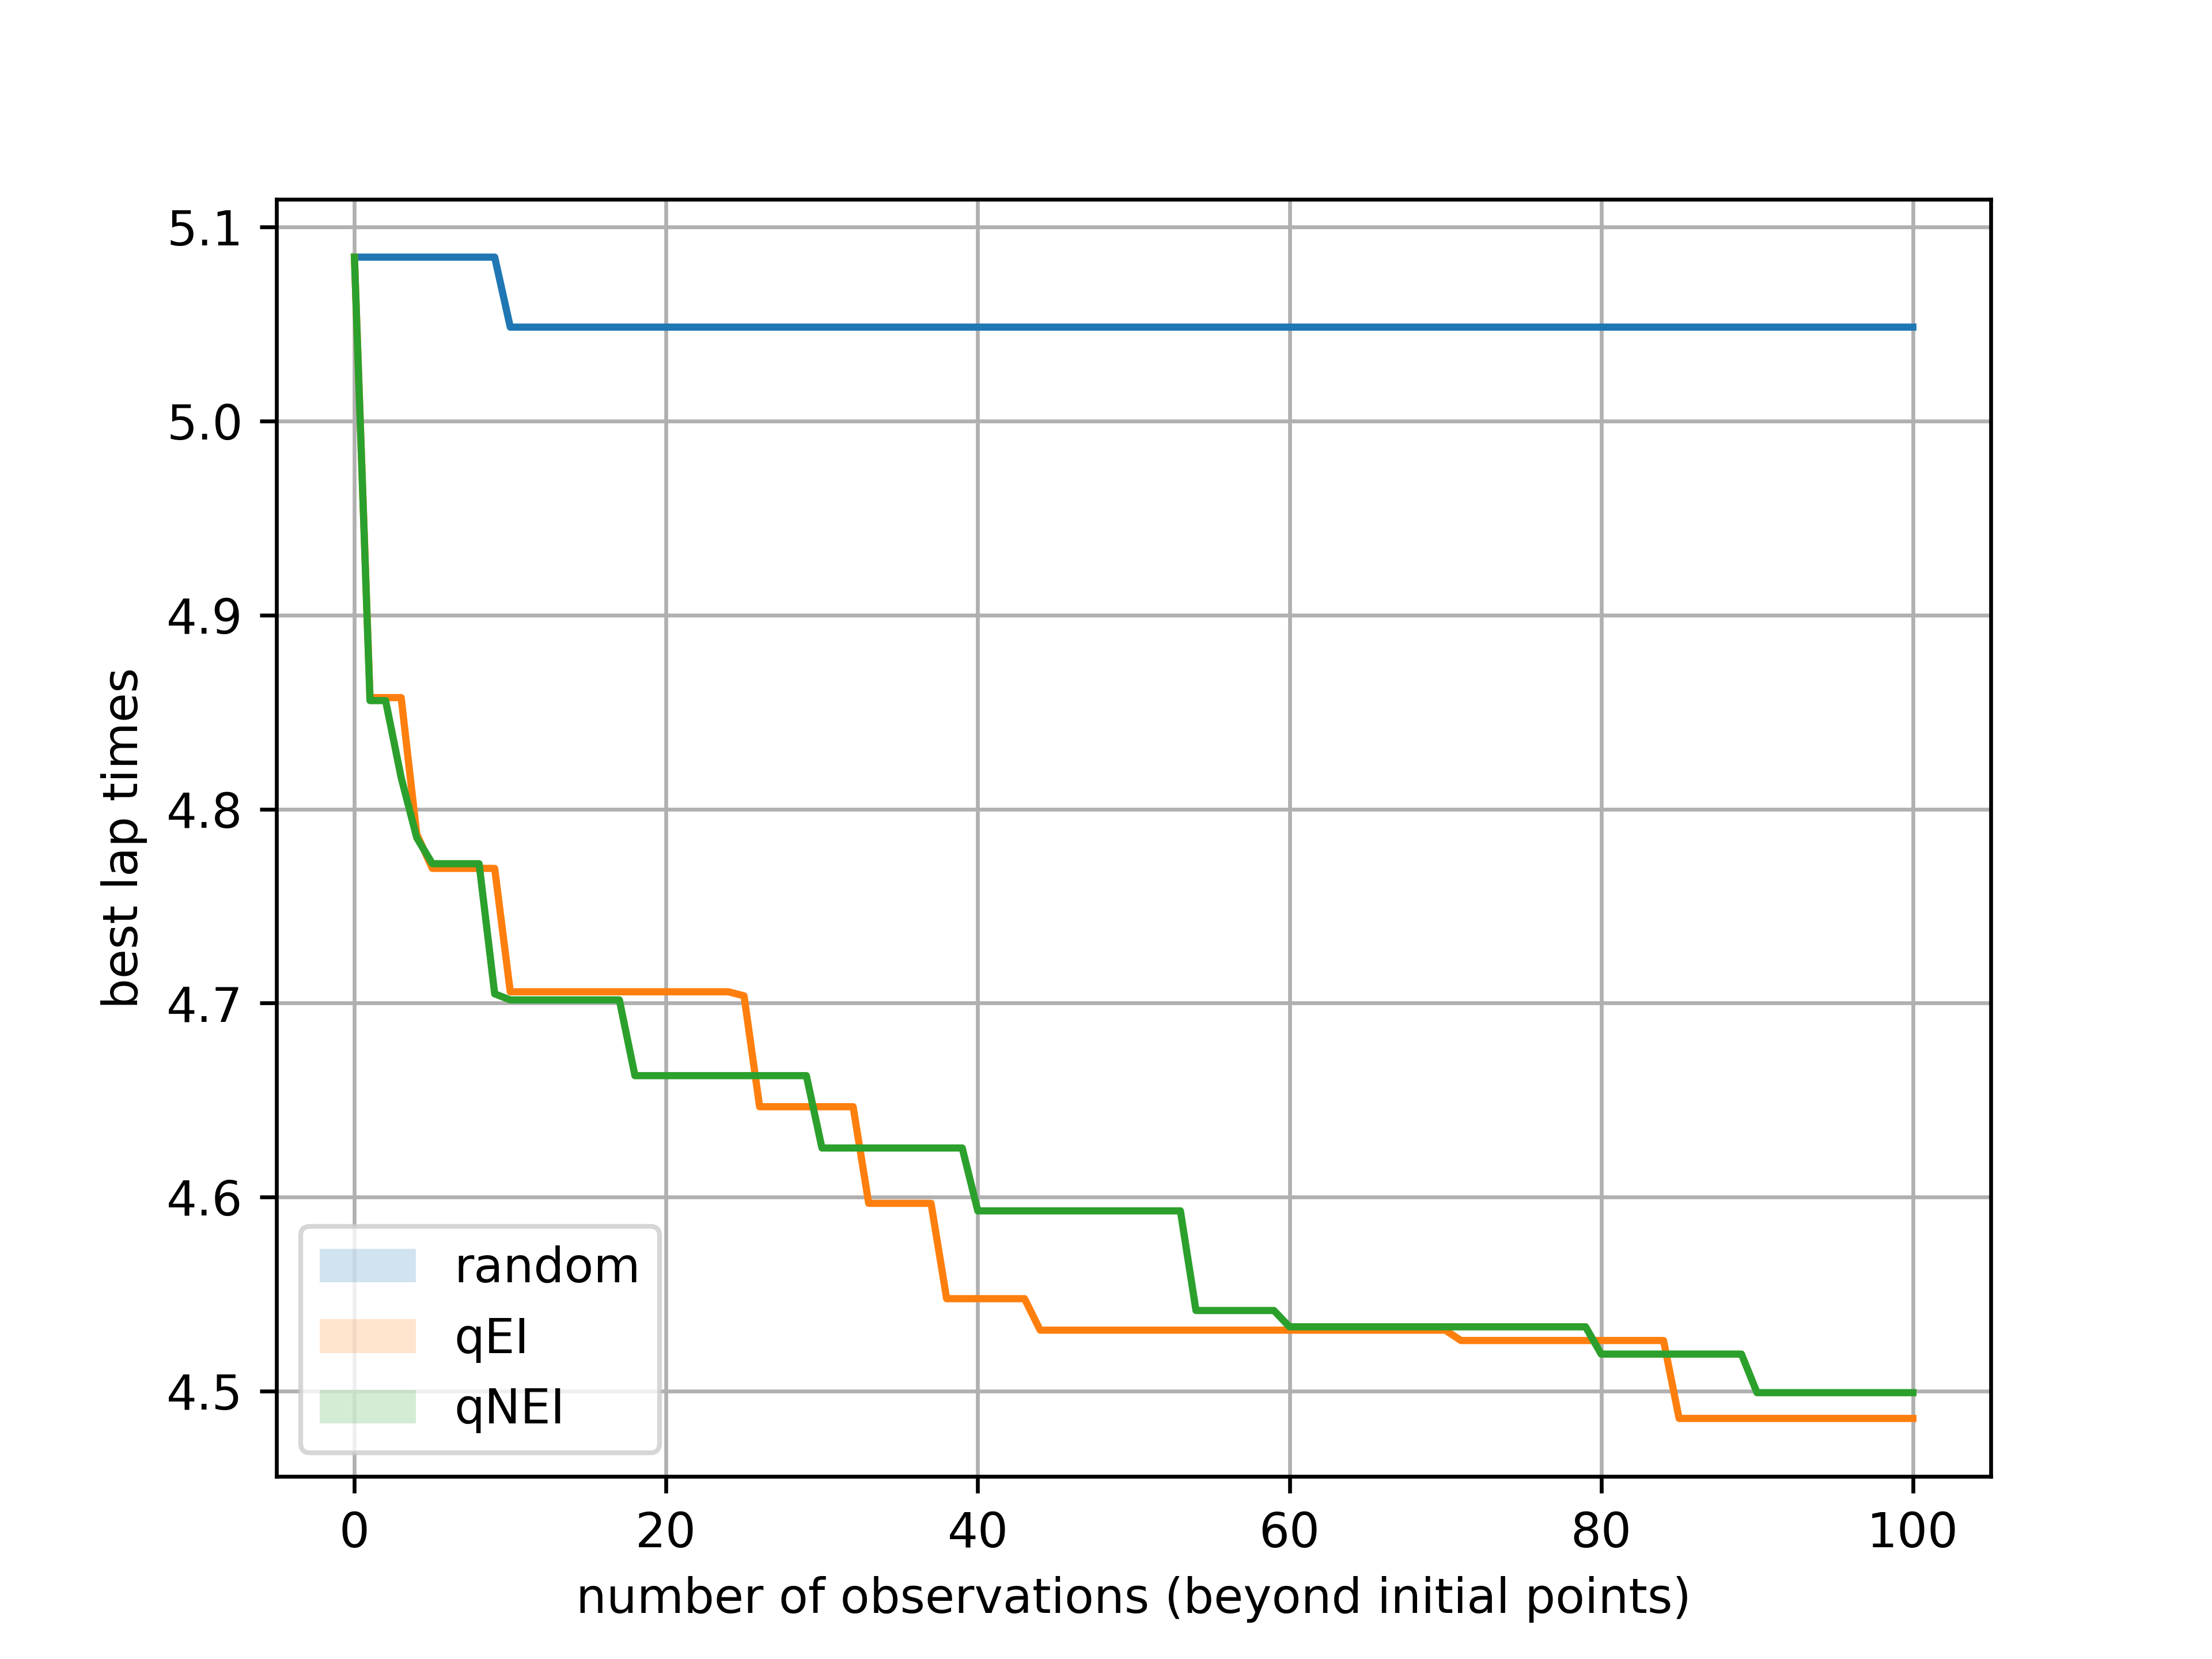 5.1
5.0
4.9
4.8
4.7
4.6
4.5
best lap times
random
qEI
qNEI
0 20 40 60 80 100
number of observations (beyond initial points)